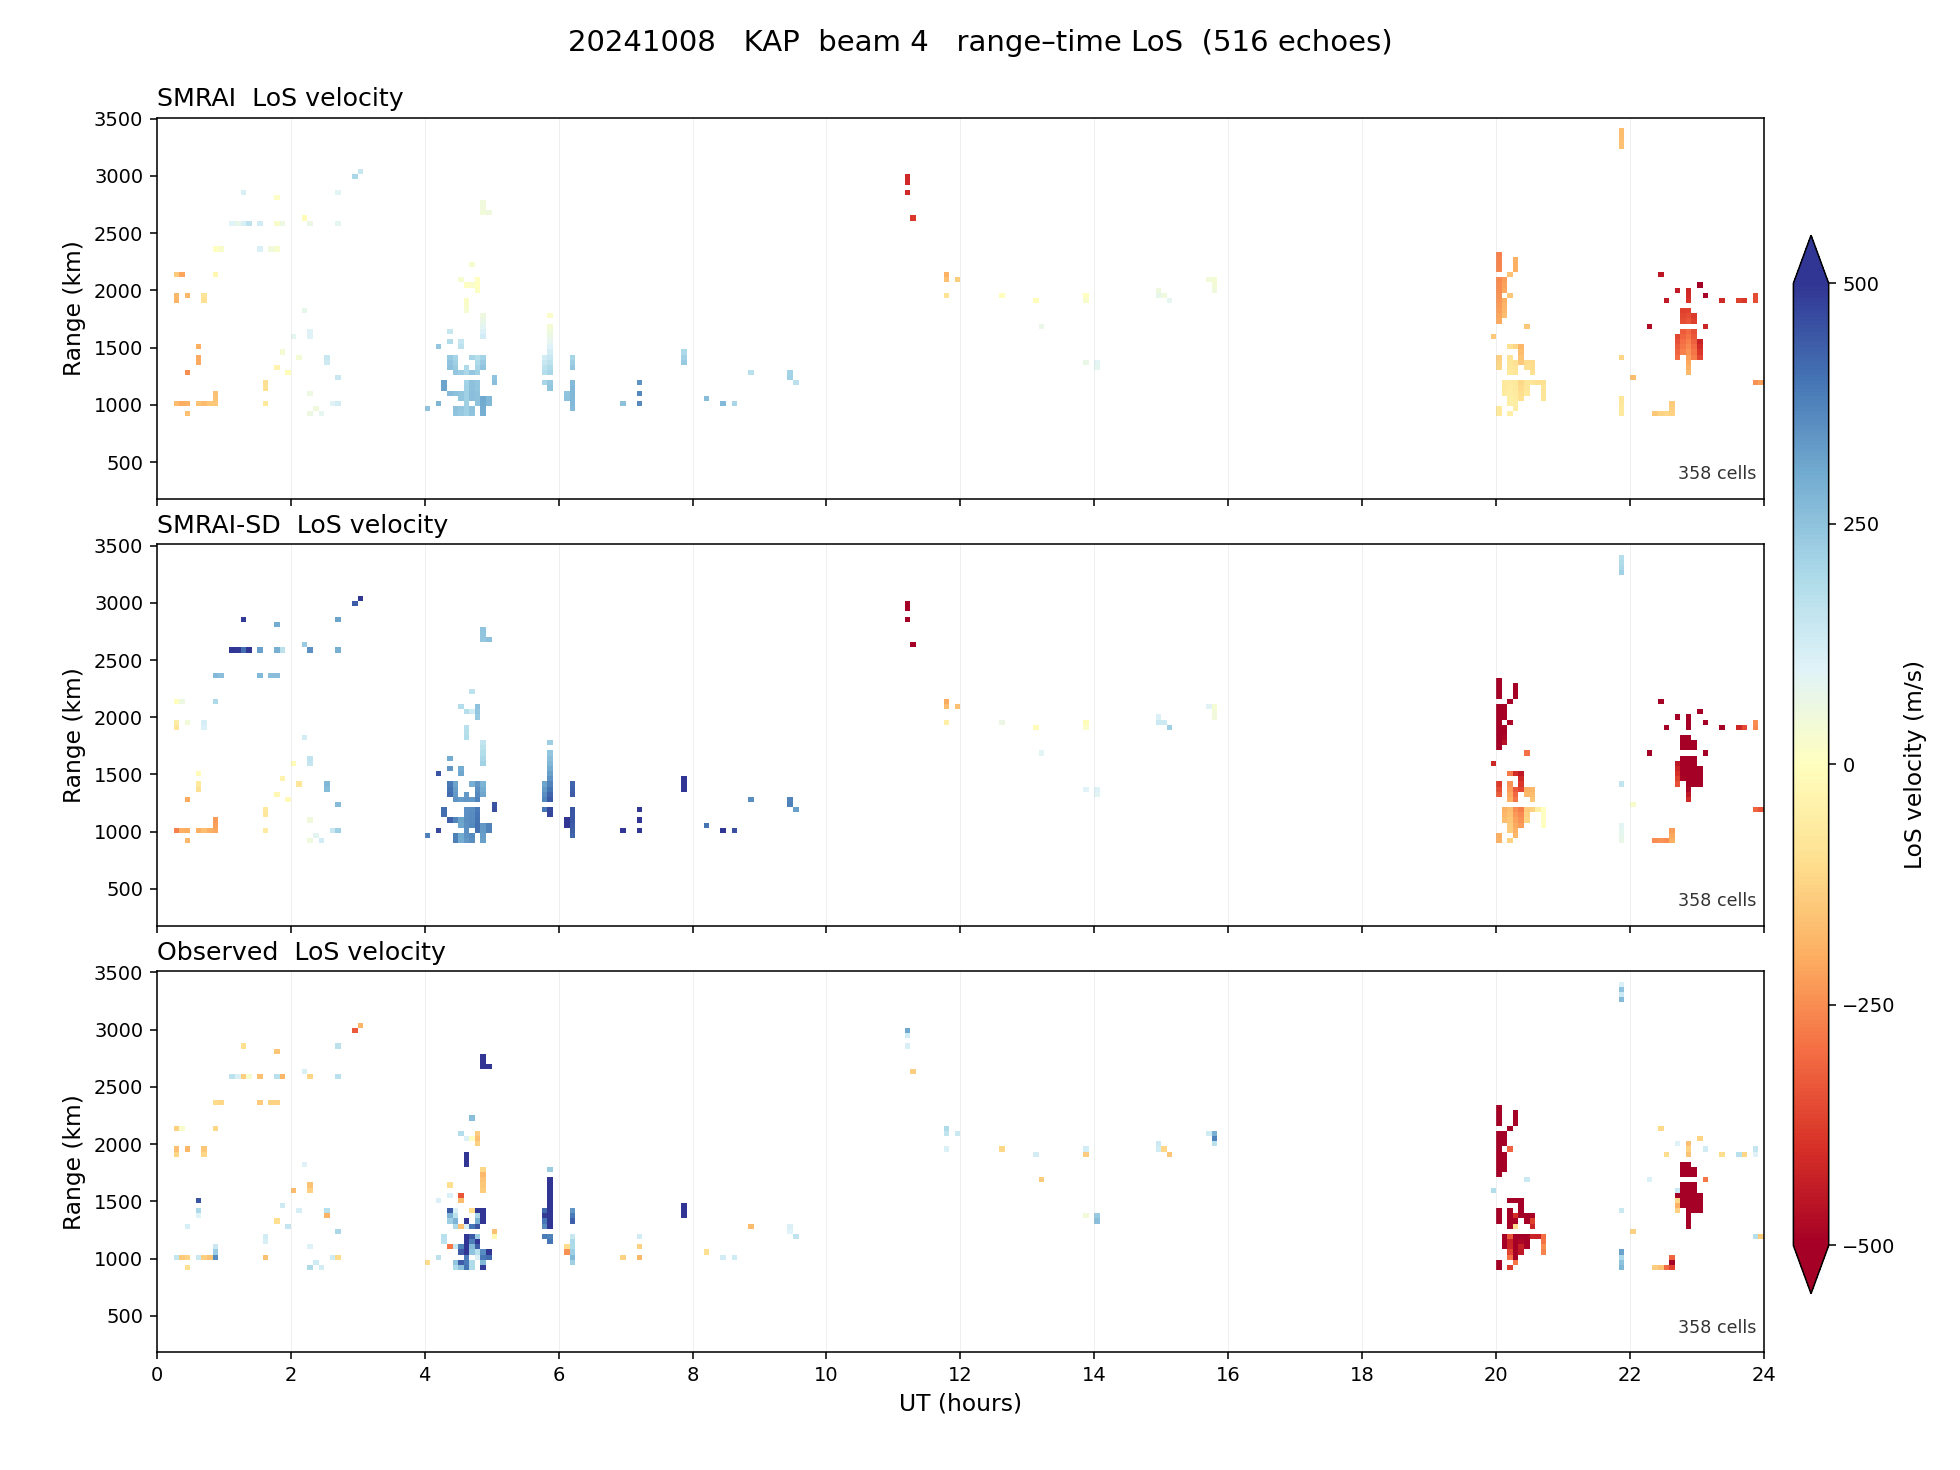 20241008   KAP  beam 4   range–time LoS  (516 echoes)
SMRAI  LoS velocity
3500
3000
2500
2000
1500
1000
500
Range (km)
358 cells
SMRAI-SD  LoS velocity
3500
3000
2500
2000
1500
1000
500
Range (km)
358 cells
Observed  LoS velocity
3500
3000
2500
2000
1500
1000
500
Range (km)
358 cells
0 2 4 6 8 10 12 14 16 18 20 22 24
UT (hours)
500
250
0
−250
−500
LoS velocity (m/s)